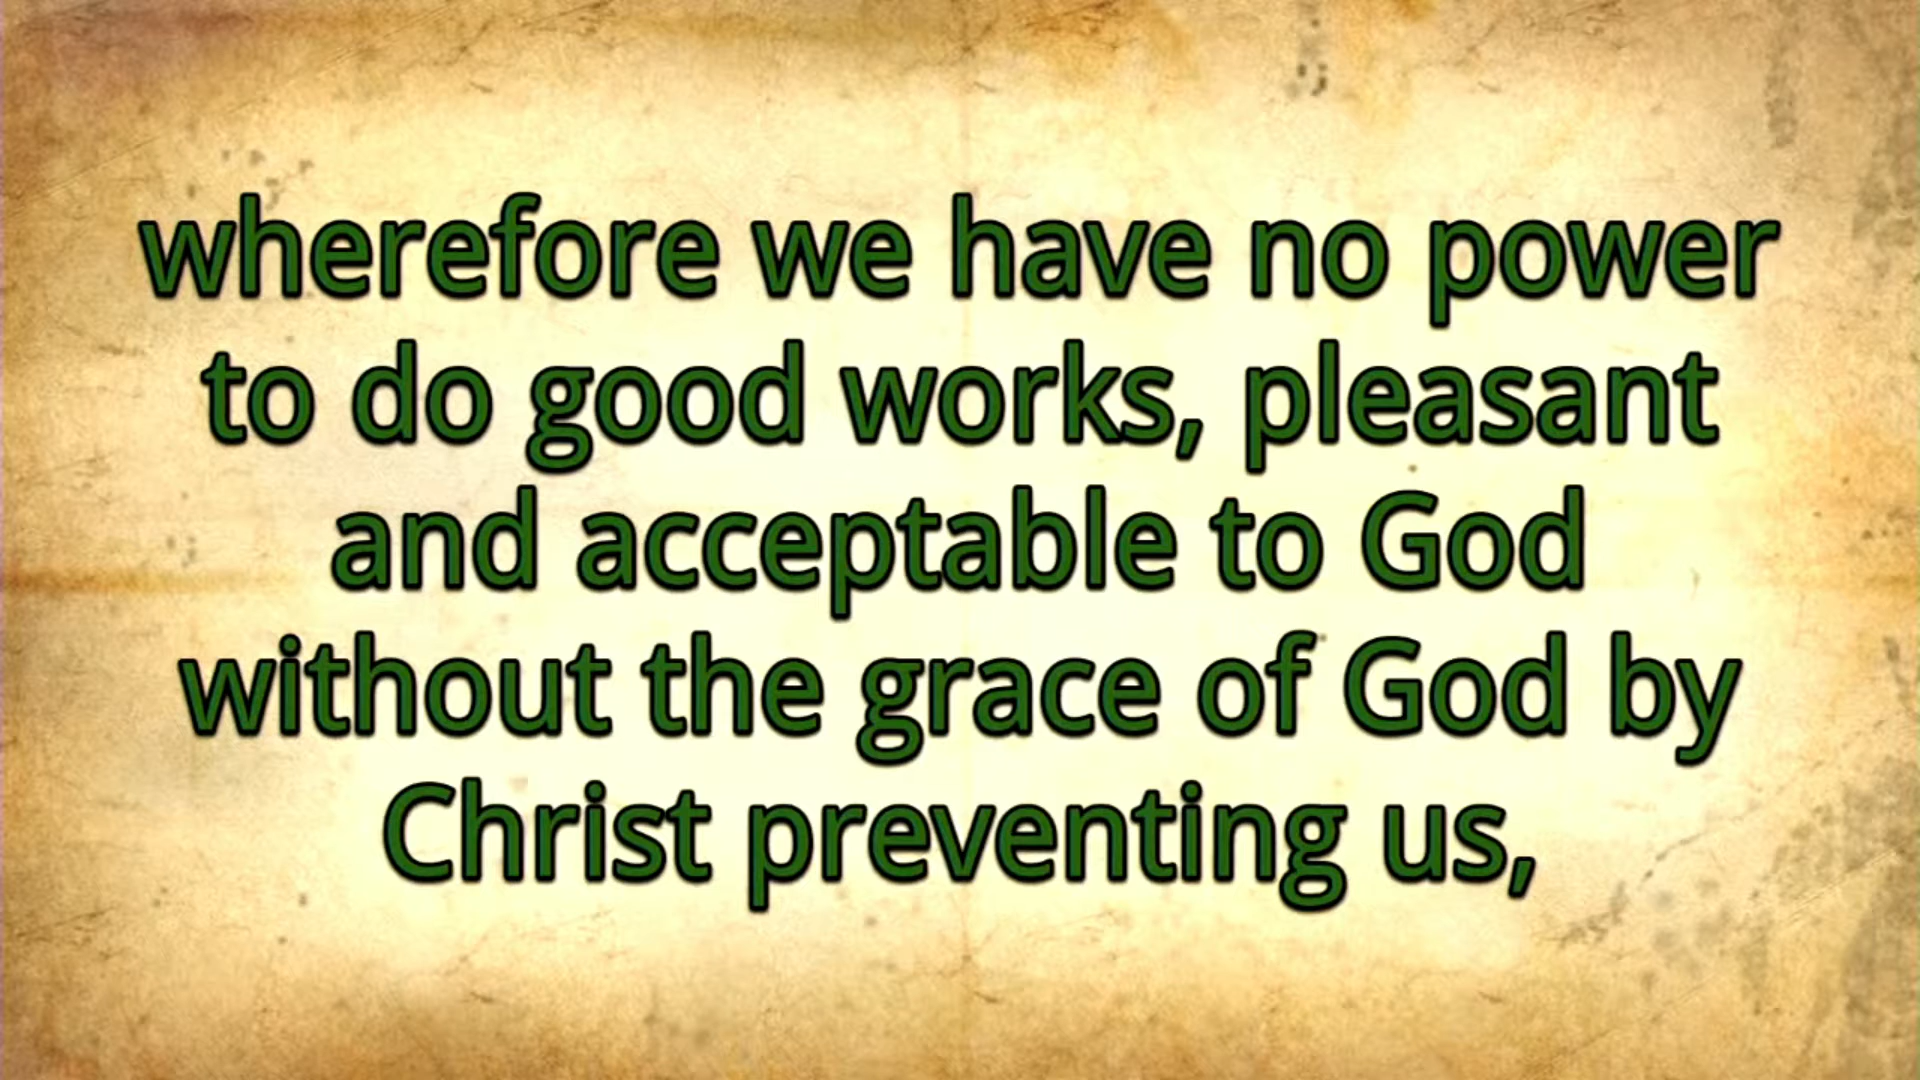 wherefore we have no power
to do good works, pleasant
and acceptable to God
without the grace of God by
Christ preventing us,